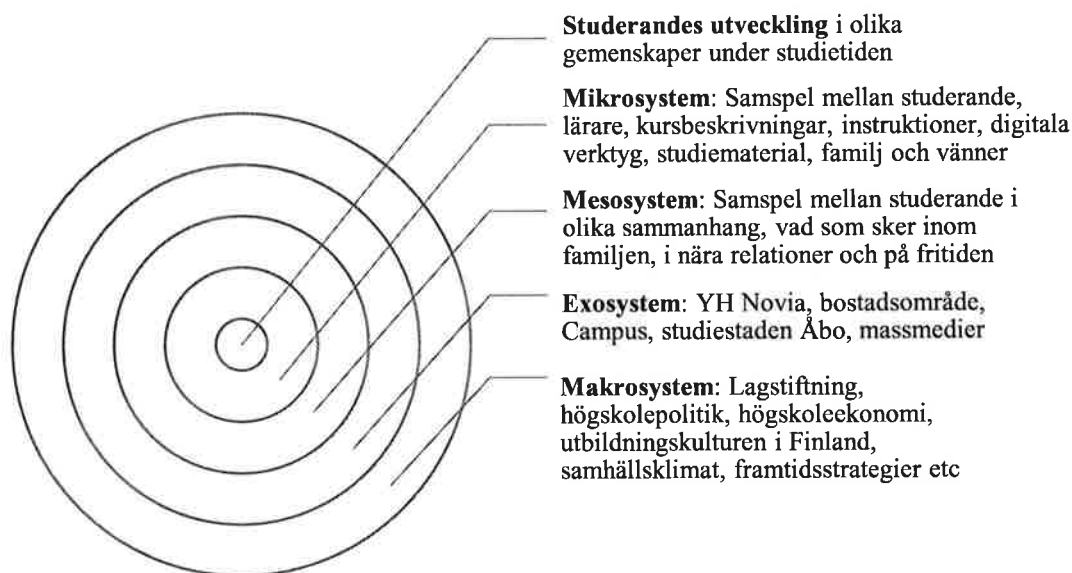 Studerandes utveckling i olika
gemenskaper under studietiden
Mikrosystem: Samspel mellan studerande,
lärare, kursbeskrivningar, instruktioner, digitala
verktyg, studiematerial, familj och vänner
Mesosystem: Samspel mellan studerande i
olika sammanhang, vad som sker inom
familjen, i nära relationer och på fritiden
Exosystem: YH Novia, bostadsområde,
Campus, studiestaden Åbo, massmedier
Makrosystem: Lagstiftning,
högskolepolitik, högskoleekonomi,
utbildningskulturen i Finland,
samhällsklimat, framtidsstrategier etc